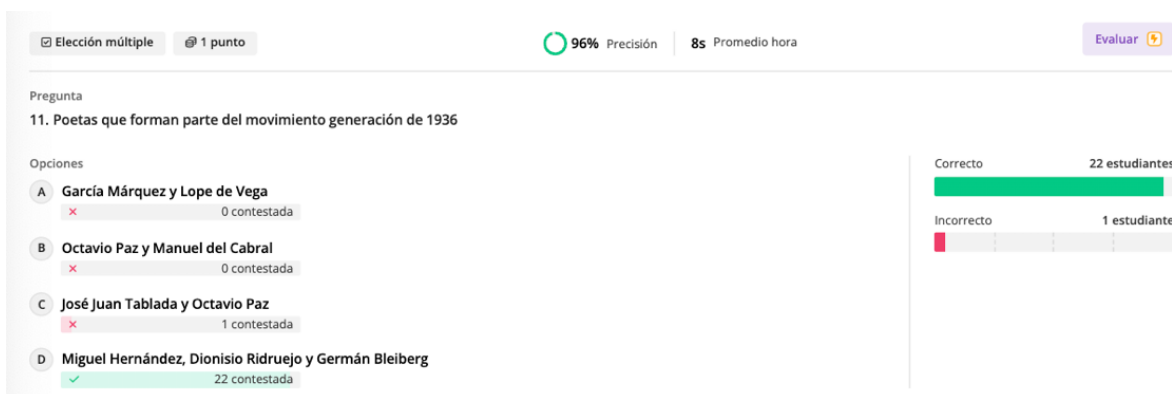 Elección múltiple 1 punto 96% Precisión 8s Promedio hora Evaluar
Pregunta
11. Poetas que forman parte del movimiento generación de 1936
Opciones
A García Márquez y Lope de Vega
0 contestada
B Octavio Paz y Manuel del Cabral
0 contestada
C José Juan Tablada y Octavio Paz
1 contestada
D Miguel Hernández, Dionisio Ridruejo y Germán Bleiberg
22 contestada
Correcto 22 estudiantes
Incorrecto 1 estudiante